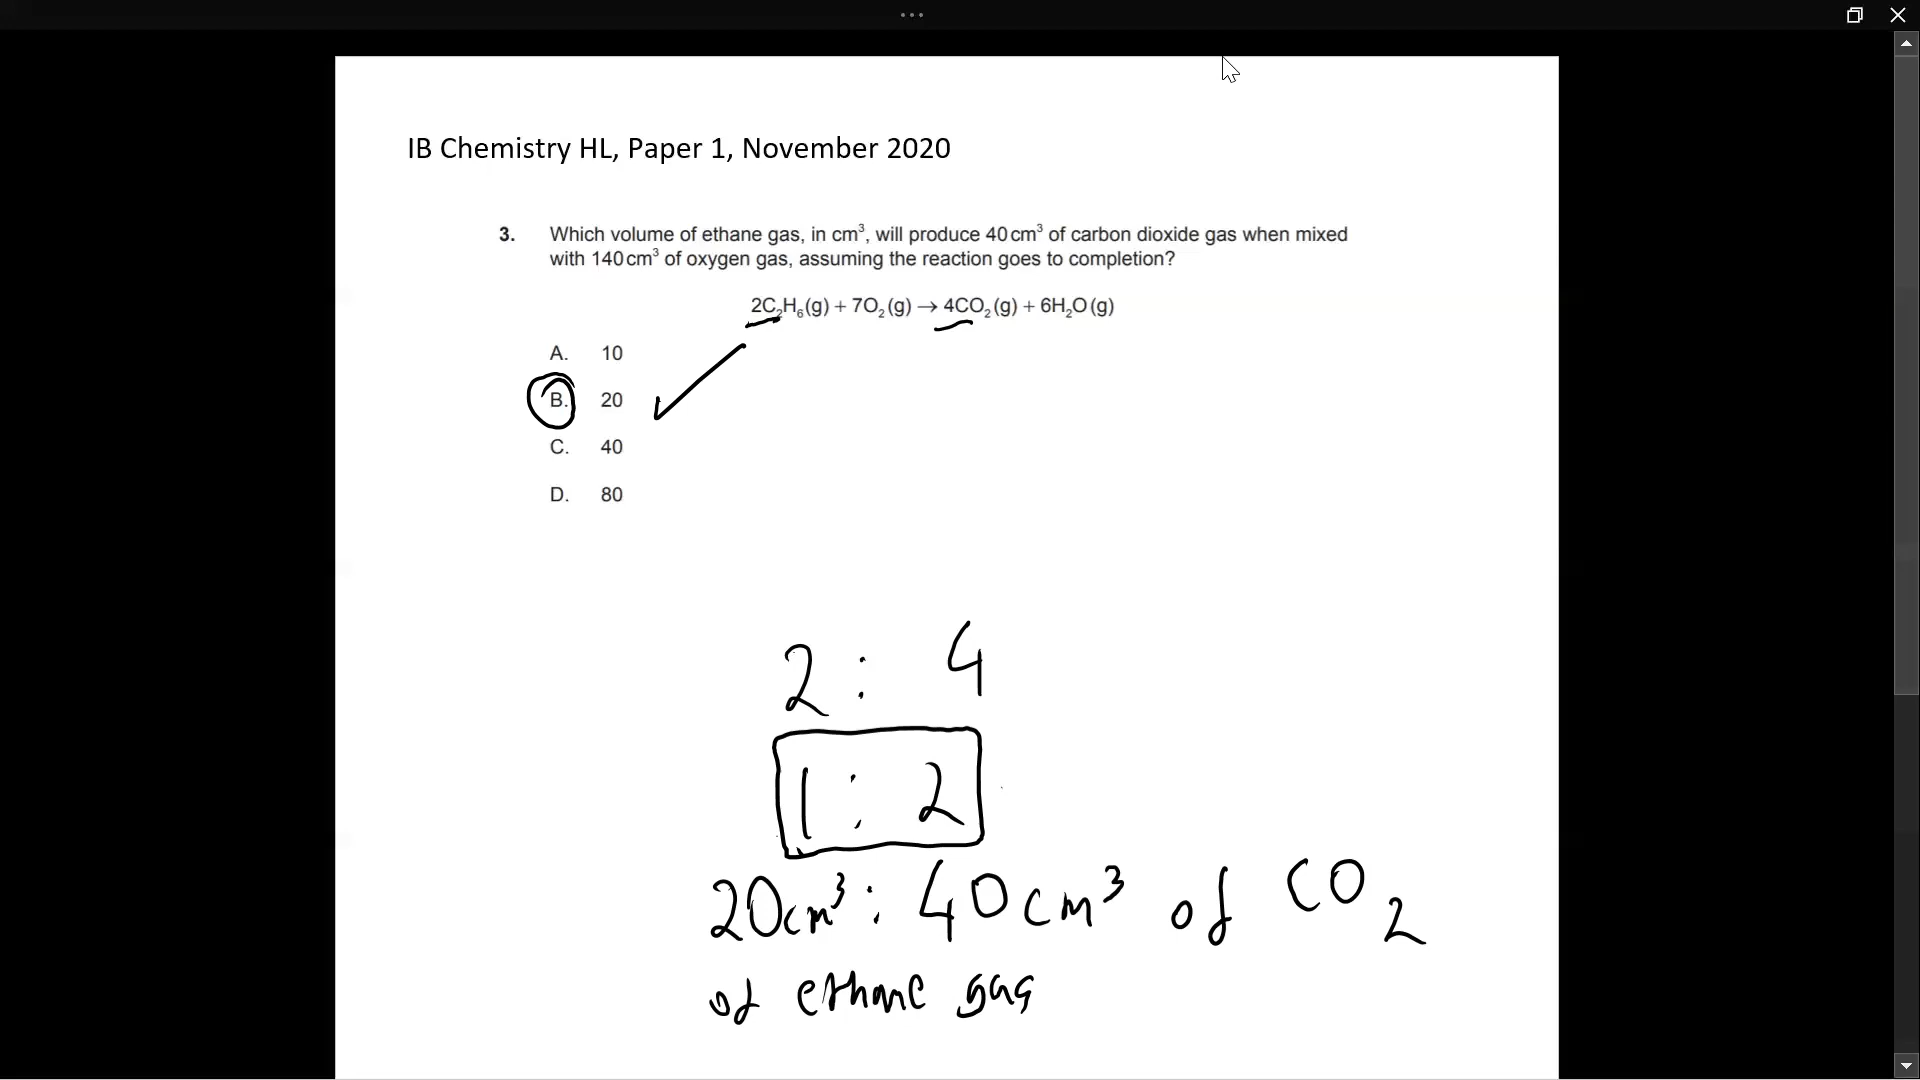 IB Chemistry HL, Paper 1, November 2020
3. Which volume of ethane gas, in cm³, will produce 40 cm³ of carbon dioxide gas when mixed
with 140 cm³ of oxygen gas, assuming the reaction goes to completion?
2C₂H₆(g) + 7O₂(g) → 4CO₂(g) + 6H₂O(g)
A. 10
B. 20
C. 40
D. 80
2 : 4
1 : 2
20cm³ : 40cm³ of CO₂
of ethane gas